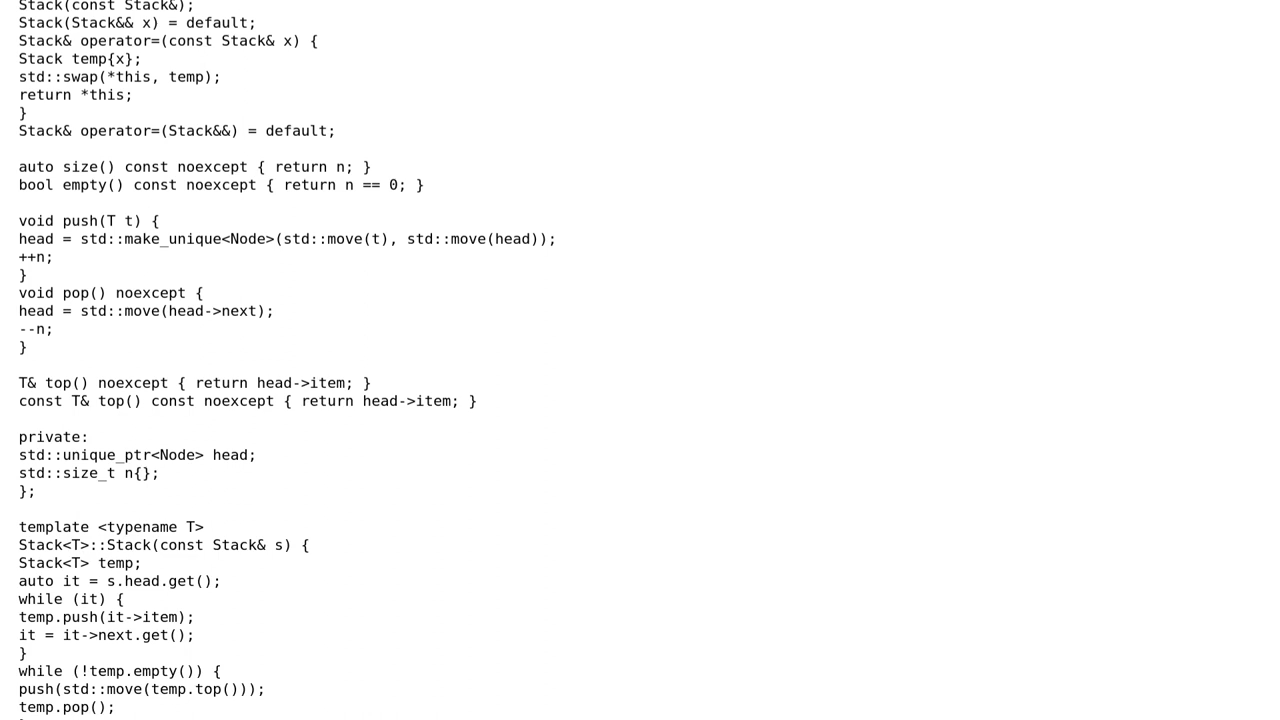 Stack(const Stack&);
Stack(Stack&& x) = default;
Stack& operator=(const Stack& x) {
Stack temp{x};
std::swap(*this, temp);
return *this;
}
Stack& operator=(Stack&&) = default;

auto size() const noexcept { return n; }
bool empty() const noexcept { return n == 0; }

void push(T t) {
head = std::make_unique<Node>(std::move(t), std::move(head));
++n;
}
void pop() noexcept {
head = std::move(head->next);
--n;
}

T& top() noexcept { return head->item; }
const T& top() const noexcept { return head->item; }

private:
std::unique_ptr<Node> head;
std::size_t n{};
};

template <typename T>
Stack<T>::Stack(const Stack& s) {
Stack<T> temp;
auto it = s.head.get();
while (it) {
temp.push(it->item);
it = it->next.get();
}
while (!temp.empty()) {
push(std::move(temp.top()));
temp.pop();